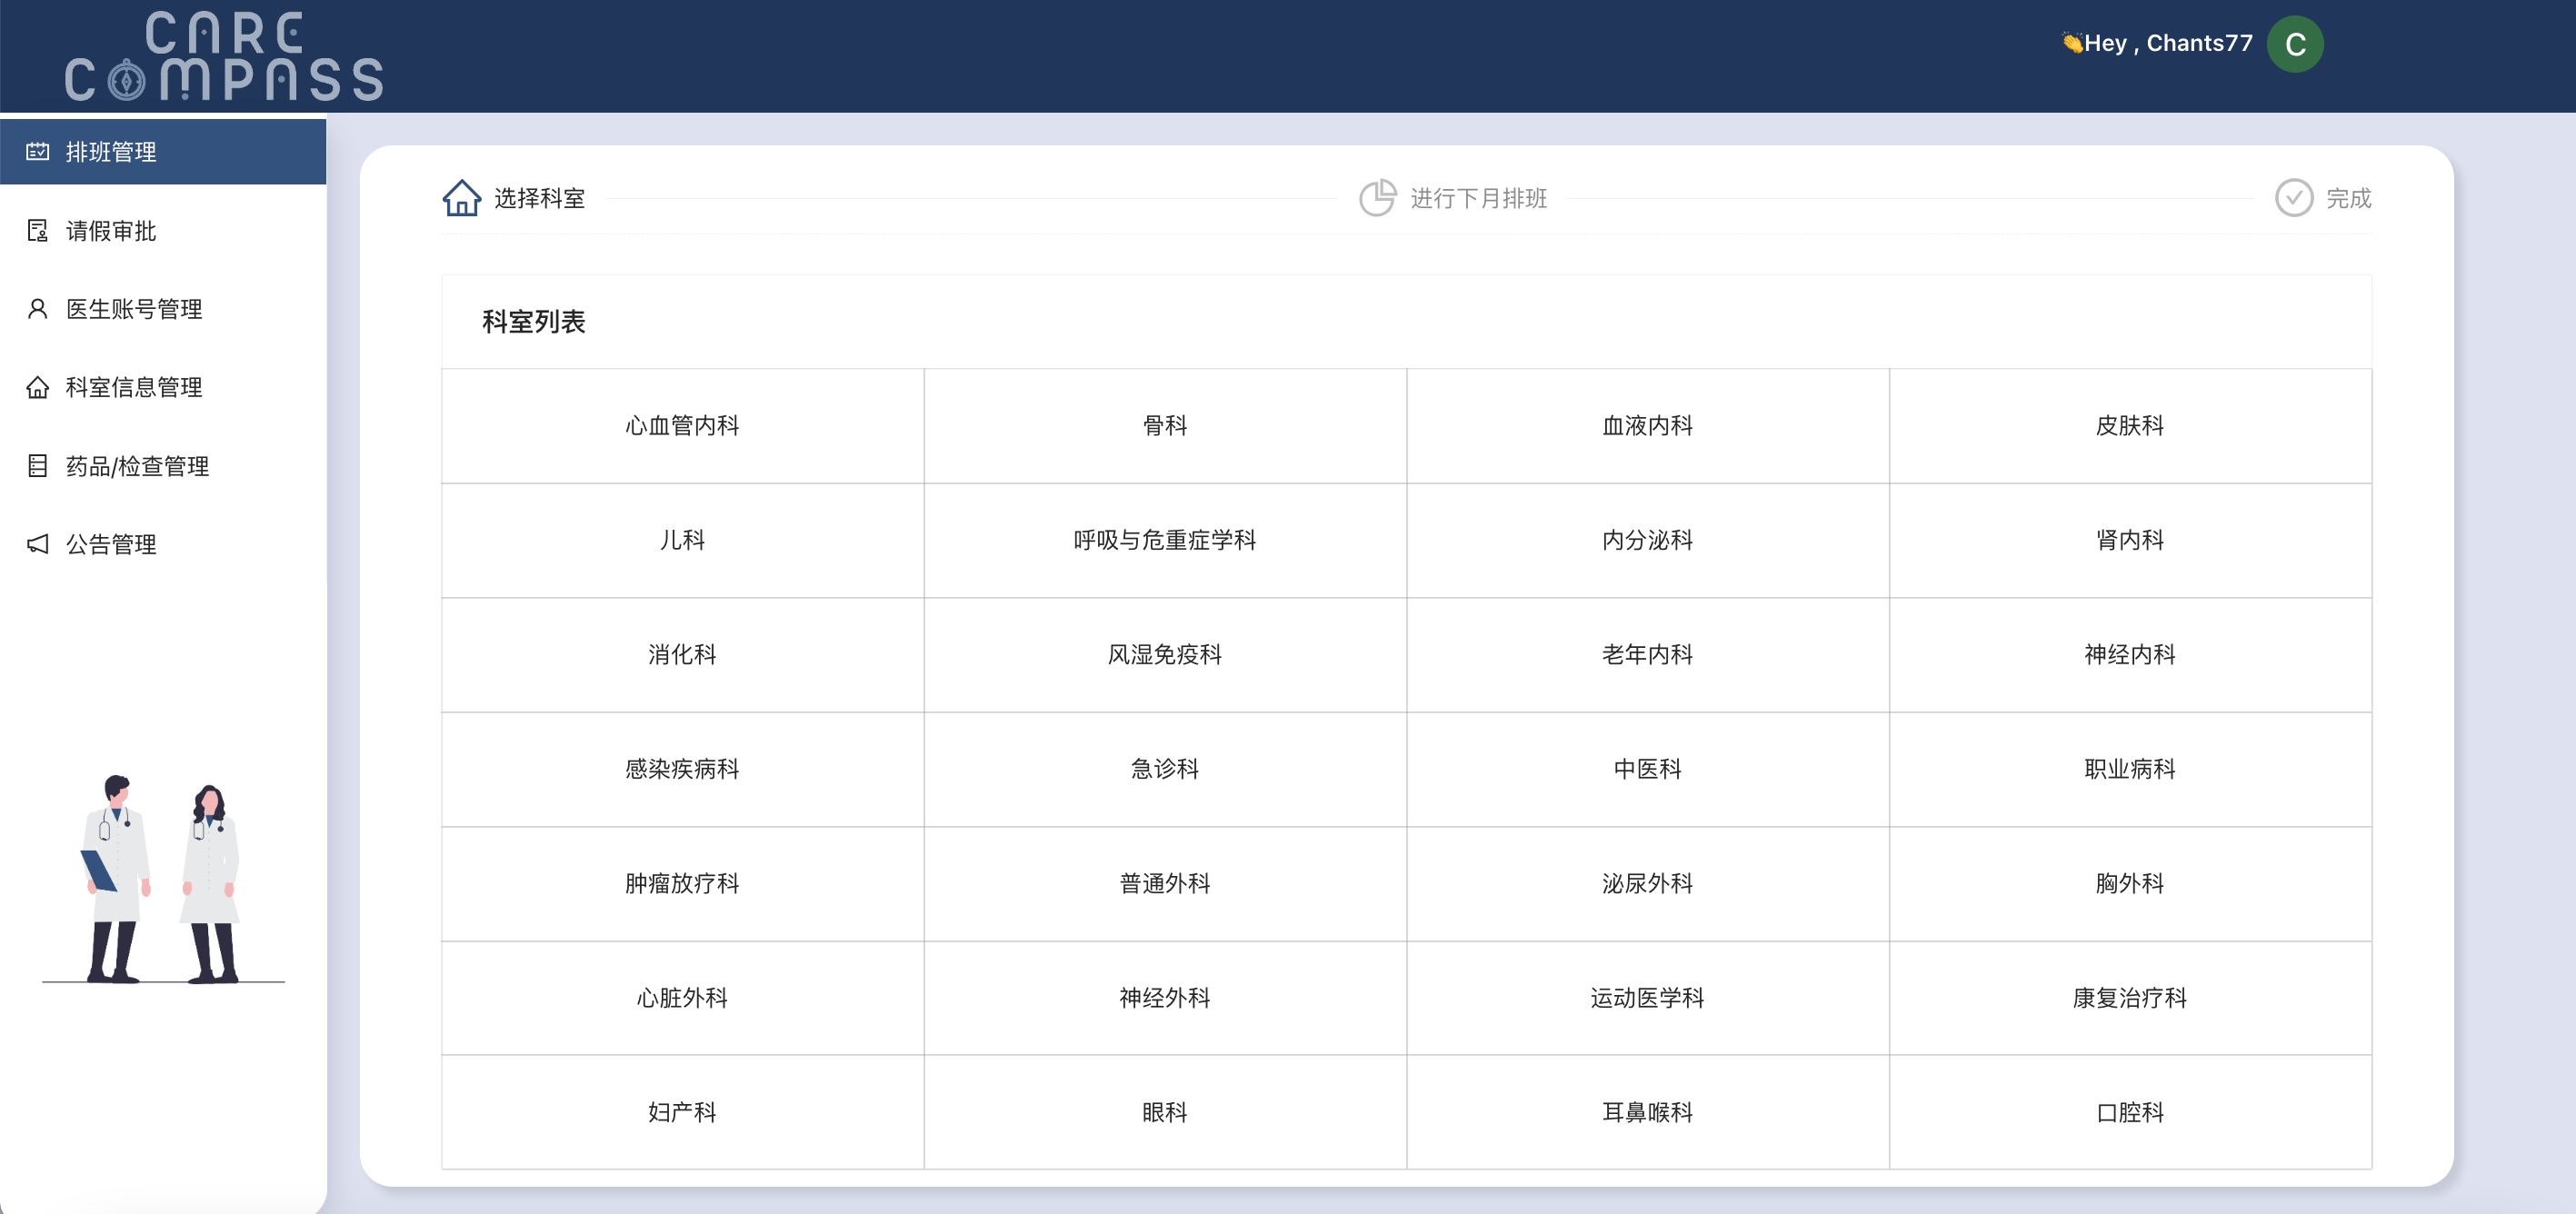 CARE
COMPASS
👏Hey , Chants77
C
排班管理
请假审批
医生账号管理
科室信息管理
药品/检查管理
公告管理
选择科室
进行下月排班
完成
科室列表
心血管内科 骨科 血液内科 皮肤科
儿科 呼吸与危重症学科 内分泌科 肾内科
消化科 风湿免疫科 老年内科 神经内科
感染疾病科 急诊科 中医科 职业病科
肿瘤放疗科 普通外科 泌尿外科 胸外科
心脏外科 神经外科 运动医学科 康复治疗科
妇产科 眼科 耳鼻喉科 口腔科